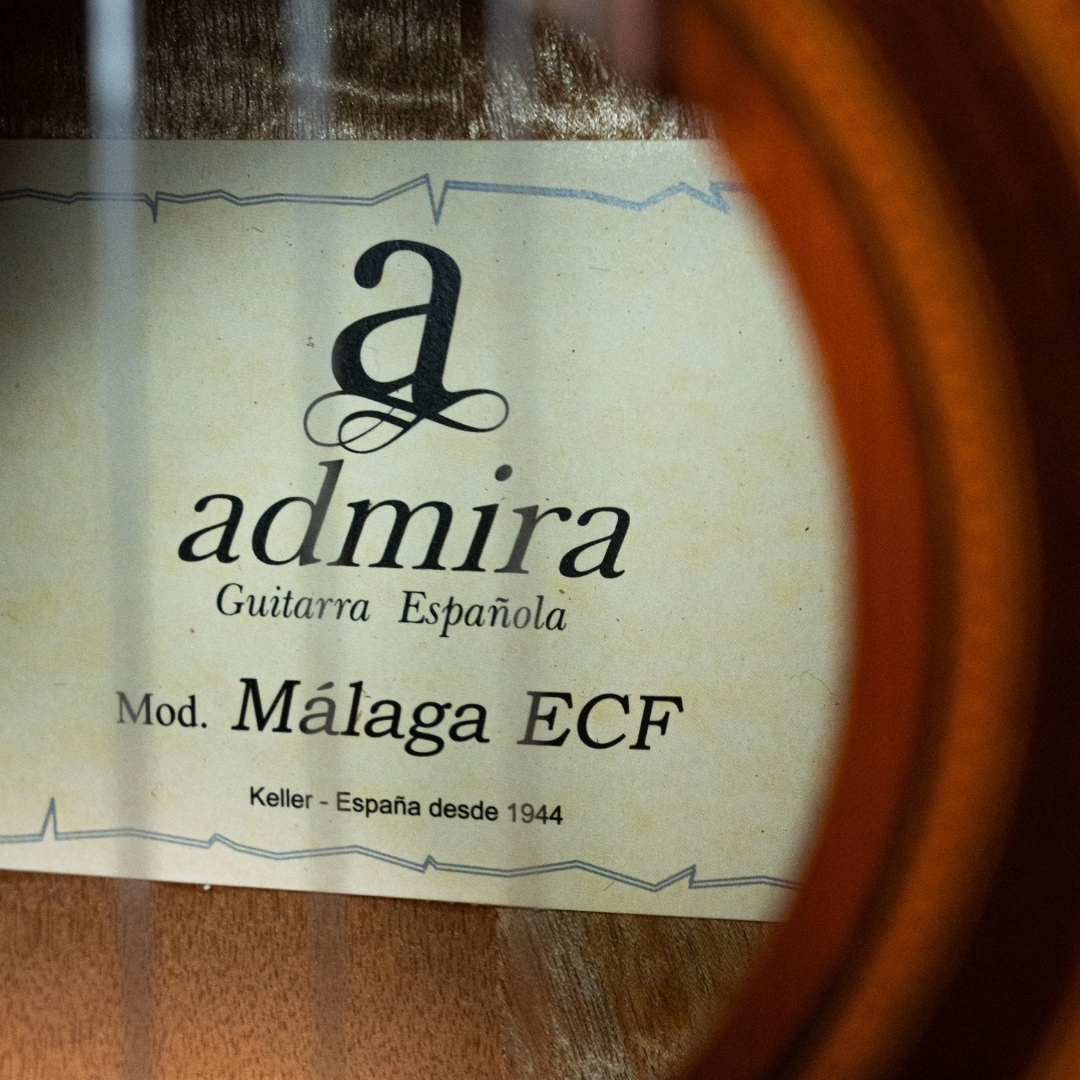 a
admira
Guitarra Española
Mod. Málaga ECF
Keller - España desde 1944